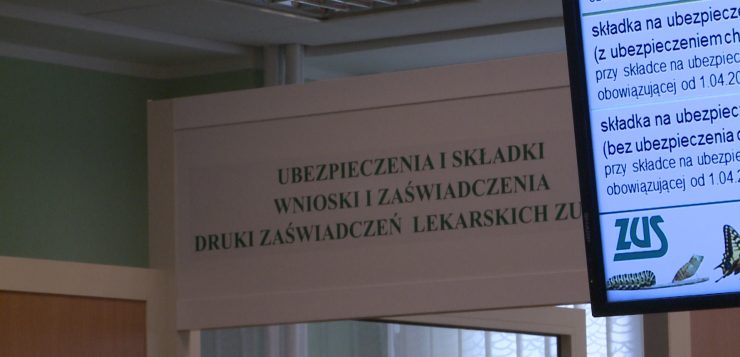 UBEZPIECZENIA I SKŁADKI
WNIOSKI I ZAŚWIADCZENIA
DRUKI ZAŚWIADCZEŃ LEKARSKICH ZU
składka na ubezpiecze
(z ubezpieczeniem ch
przy składce na ubezpiec
obowiązującej od 1.04.20
składka na ubezpiec
(bez ubezpieczenia c
przy składce na ubezpie
obowiązującej od 1.04.
ZUS